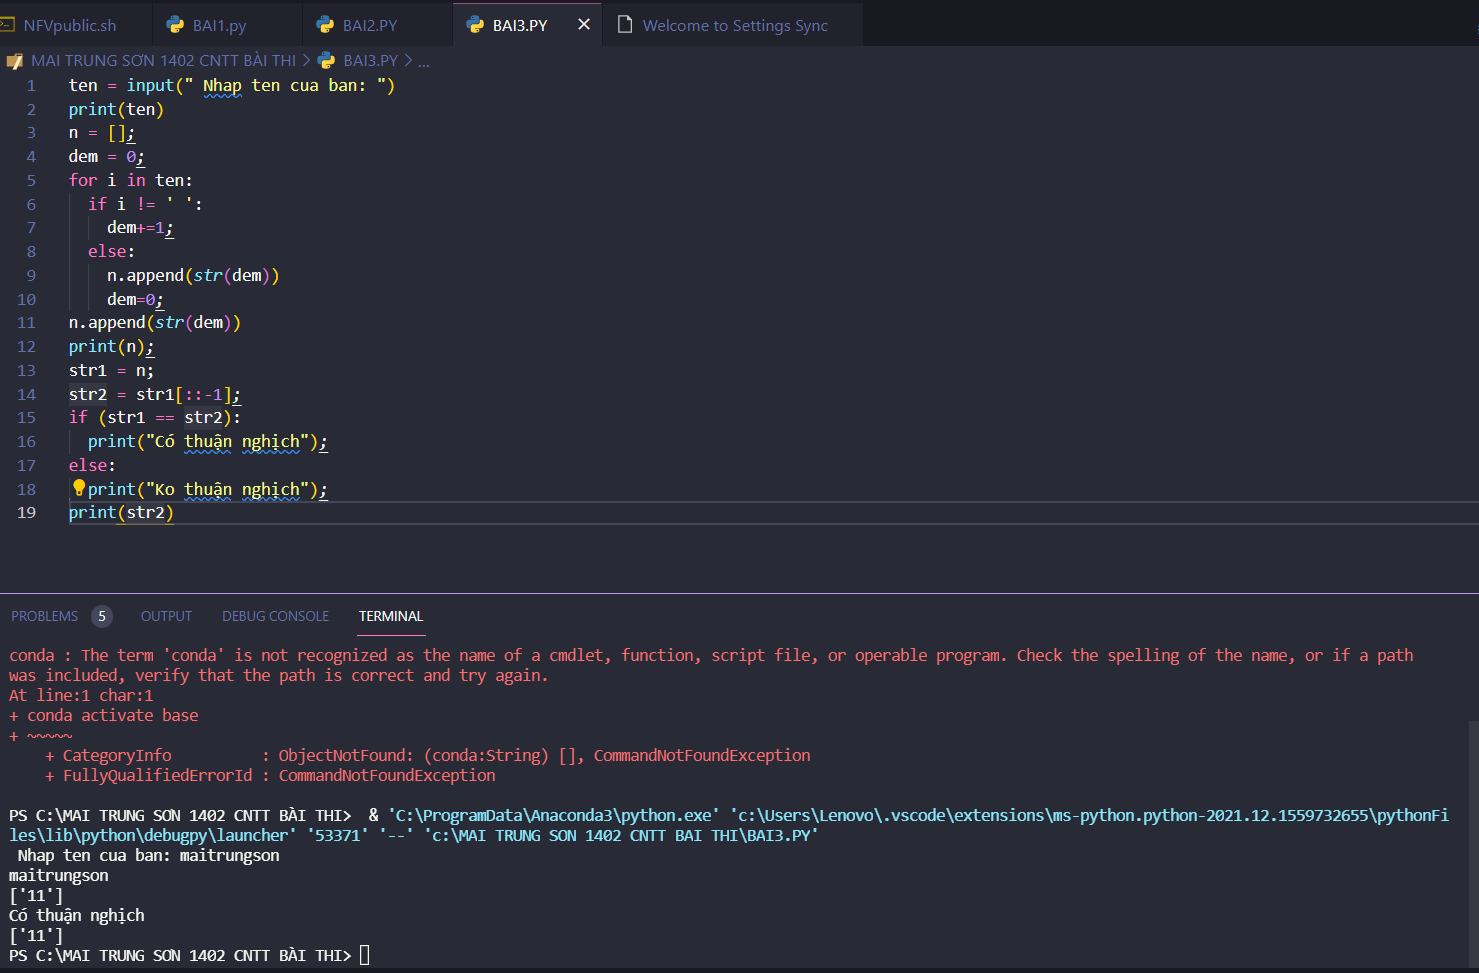 NFVpublic.sh BAI1.py BAI2.PY BAI3.PY Welcome to Settings Sync
MAI TRUNG SƠN 1402 CNTT BÀI THI > BAI3.PY > ...
1 ten = input(" Nhap ten cua ban: ")
2 print(ten)
3 n = [];
4 dem = 0;
5 for i in ten:
6 if i != ' ':
7 dem+=1;
8 else:
9 n.append(str(dem))
10 dem=0;
11 n.append(str(dem))
12 print(n);
13 str1 = n;
14 str2 = str1[::-1];
15 if (str1 == str2):
16 print("Có thuận nghịch");
17 else:
18 print("Ko thuận nghịch");
19 print(str2)
PROBLEMS 5 OUTPUT DEBUG CONSOLE TERMINAL
conda : The term 'conda' is not recognized as the name of a cmdlet, function, script file, or operable program. Check the spelling of the name, or if a path
was included, verify that the path is correct and try again.
At line:1 char:1
+ conda activate base
+ ~~~~~
+ CategoryInfo : ObjectNotFound: (conda:String) [], CommandNotFoundException
+ FullyQualifiedErrorId : CommandNotFoundException
PS C:\MAI TRUNG SƠN 1402 CNTT BÀI THI> & 'C:\ProgramData\Anaconda3\python.exe' 'c:\Users\Lenovo\.vscode\extensions\ms-python.python-2021.12.1559732655\pythonFi
les\lib\python\debugpy\launcher' '53371' '--' 'c:\MAI TRUNG SƠN 1402 CNTT BÀI THI\BAI3.PY'
Nhap ten cua ban: maitrungson
maitrungson
['11']
Có thuận nghịch
['11']
PS C:\MAI TRUNG SƠN 1402 CNTT BÀI THI>